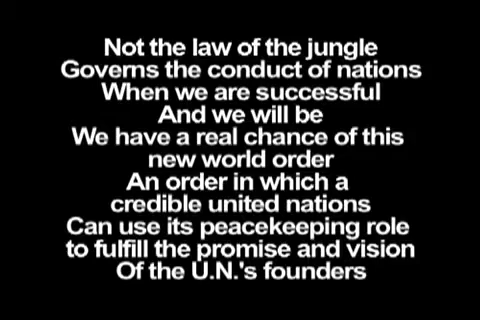 Not the law of the jungle
Governs the conduct of nations
When we are successful
And we will be
We have a real chance of this
new world order
An order in which a
credible united nations
Can use its peacekeeping role
to fulfill the promise and vision
Of the U.N.'s founders